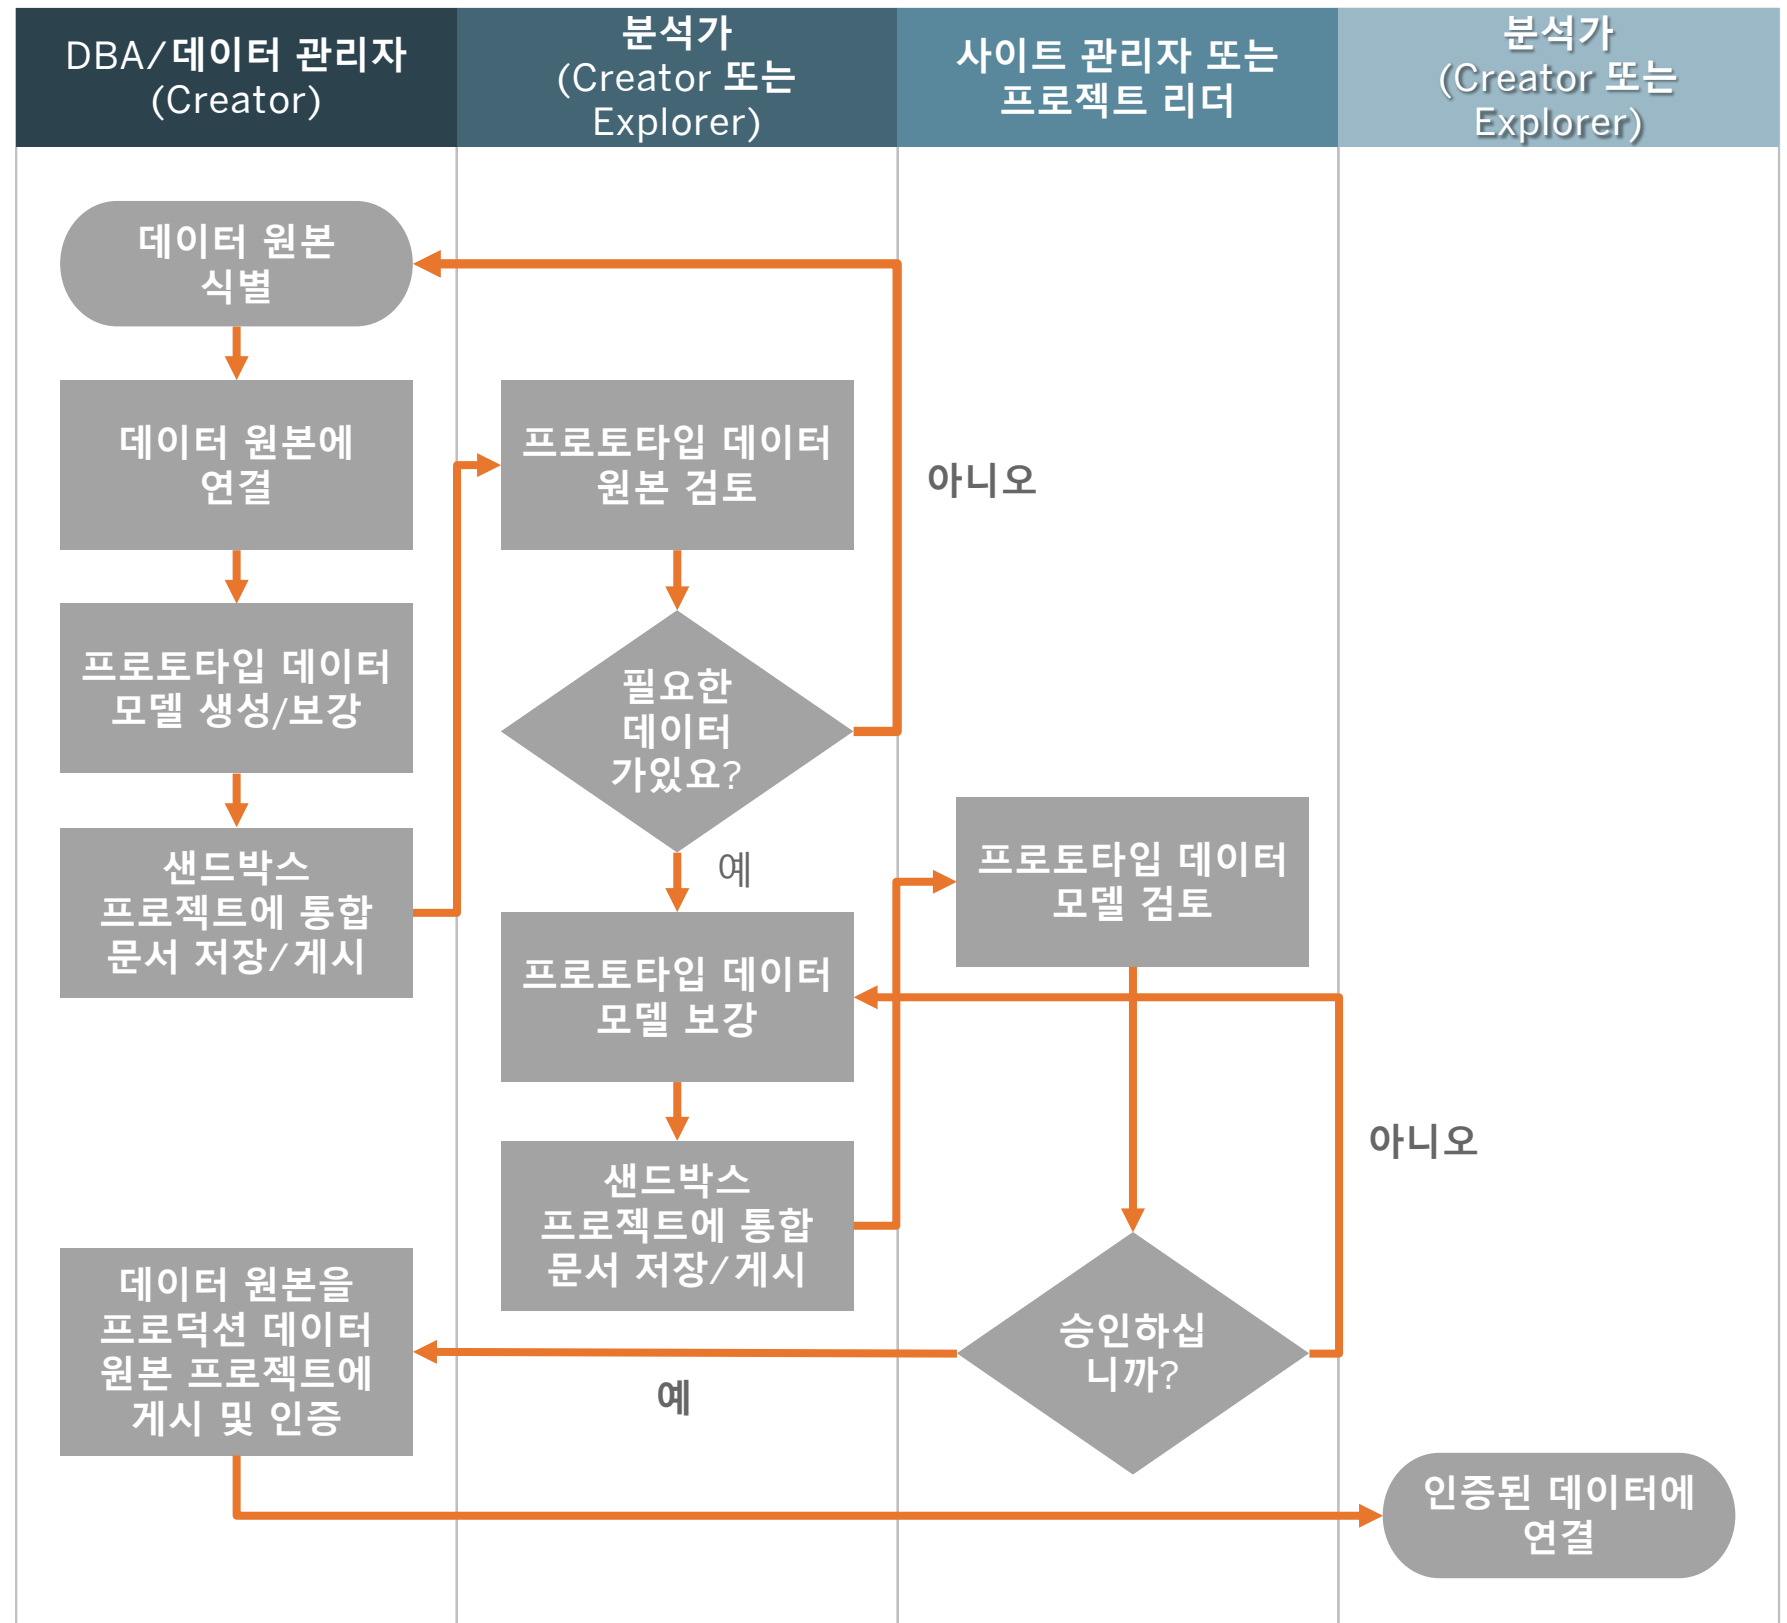 DBA/데이터 관리자
(Creator)
분석가
(Creator 또는
Explorer)
사이트 관리자 또는
프로젝트 리더
분석가
(Creator 또는
Explorer)
데이터 원본
식별
데이터 원본에
연결
프로토타입 데이터
모델 생성/보강
샌드박스
프로젝트에 통합
문서 저장/게시
프로토타입 데이터
원본 검토
아니오
필요한
데이터
가있요?
예
프로토타입 데이터
모델 보강
샌드박스
프로젝트에 통합
문서 저장/게시
프로토타입 데이터
모델 검토
아니오
승인하십
니까?
예
데이터 원본을
프로덕션 데이터
원본 프로젝트에
게시 및 인증
인증된 데이터에
연결